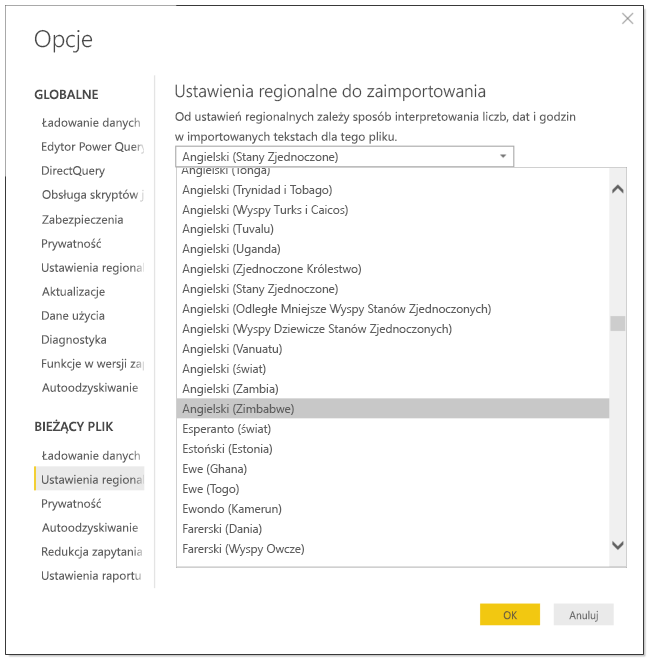 Opcje
GLOBALNE
Ładowanie danych
Edytor Power Query
DirectQuery
Obsługa skryptów j
Zabezpieczenia
Prywatność
Ustawienia regional
Aktualizacje
Dane użycia
Diagnostyka
Funkcje w wersji zap
Autoodzyskiwanie
BIEŻĄCY PLIK
Ładowanie danych
Ustawienia regional
Prywatność
Autoodzyskiwanie
Redukcja zapytania
Ustawienia raportu
Ustawienia regionalne do zaimportowania
Od ustawień regionalnych zależy sposób interpretowania liczb, dat i godzin
w importowanych tekstach dla tego pliku.
Angielski (Stany Zjednoczone)
Angielski (Tonga)
Angielski (Trynidad i Tobago)
Angielski (Wyspy Turks i Caicos)
Angielski (Tuvalu)
Angielski (Uganda)
Angielski (Zjednoczone Królestwo)
Angielski (Stany Zjednoczone)
Angielski (Odległe Mniejsze Wyspy Stanów Zjednoczonych)
Angielski (Wyspy Dziewicze Stanów Zjednoczonych)
Angielski (Vanuatu)
Angielski (świat)
Angielski (Zambia)
Angielski (Zimbabwe)
Esperanto (świat)
Estoński (Estonia)
Ewe (Ghana)
Ewe (Togo)
Ewondo (Kamerun)
Farerski (Dania)
Farerski (Wyspy Owcze)
OK
Anuluj